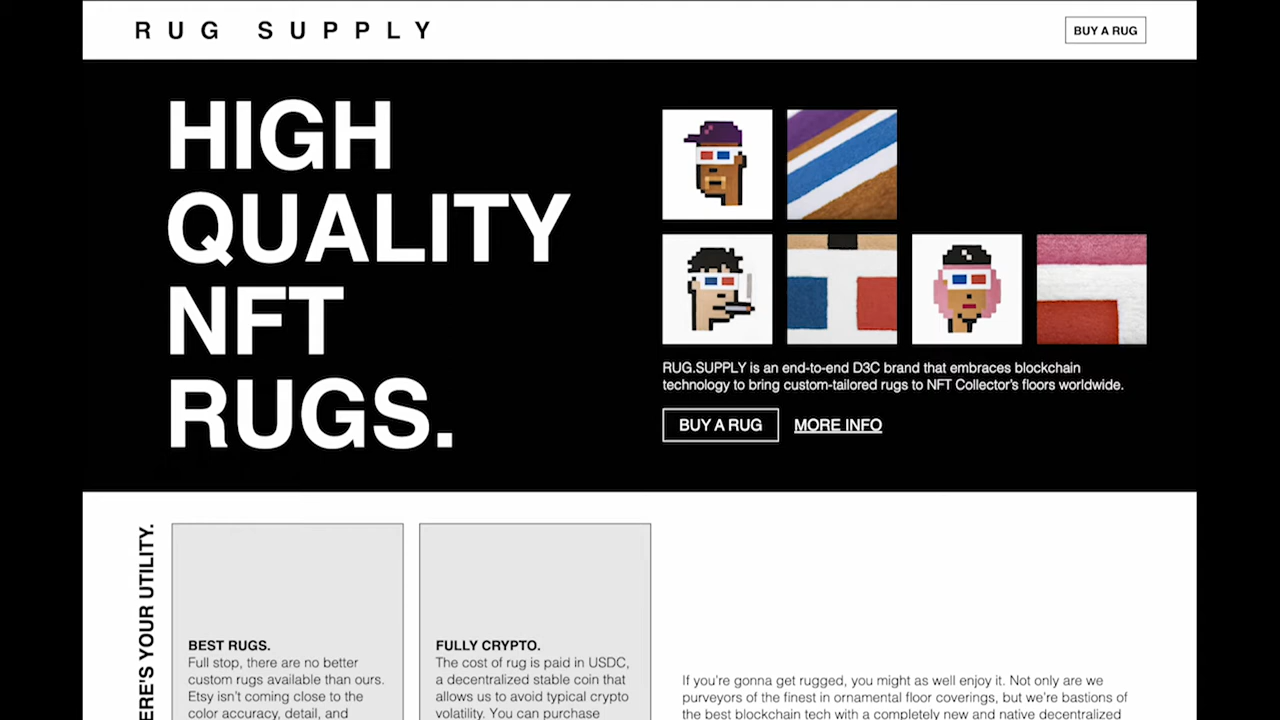 RUG SUPPLY
BUY A RUG
HIGH
QUALITY
NFT
RUGS.
RUG.SUPPLY is an end-to-end D3C brand that embraces blockchain
technology to bring custom-tailored rugs to NFT Collector's floors worldwide.
BUY A RUG
MORE INFO
ERE'S YOUR UTILITY.
BEST RUGS.
Full stop, there are no better
custom rugs available than ours.
Etsy isn't coming close to the
color accuracy, detail, and
FULLY CRYPTO.
The cost of rug is paid in USDC,
a decentralized stable coin that
allows us to avoid typical crypto
volatility. You can purchase
If you're gonna get rugged, you might as well enjoy it. Not only are we
purveyors of the finest in ornamental floor coverings, but we're bastions of
the best blockchain tech with a completely new and native decentralized